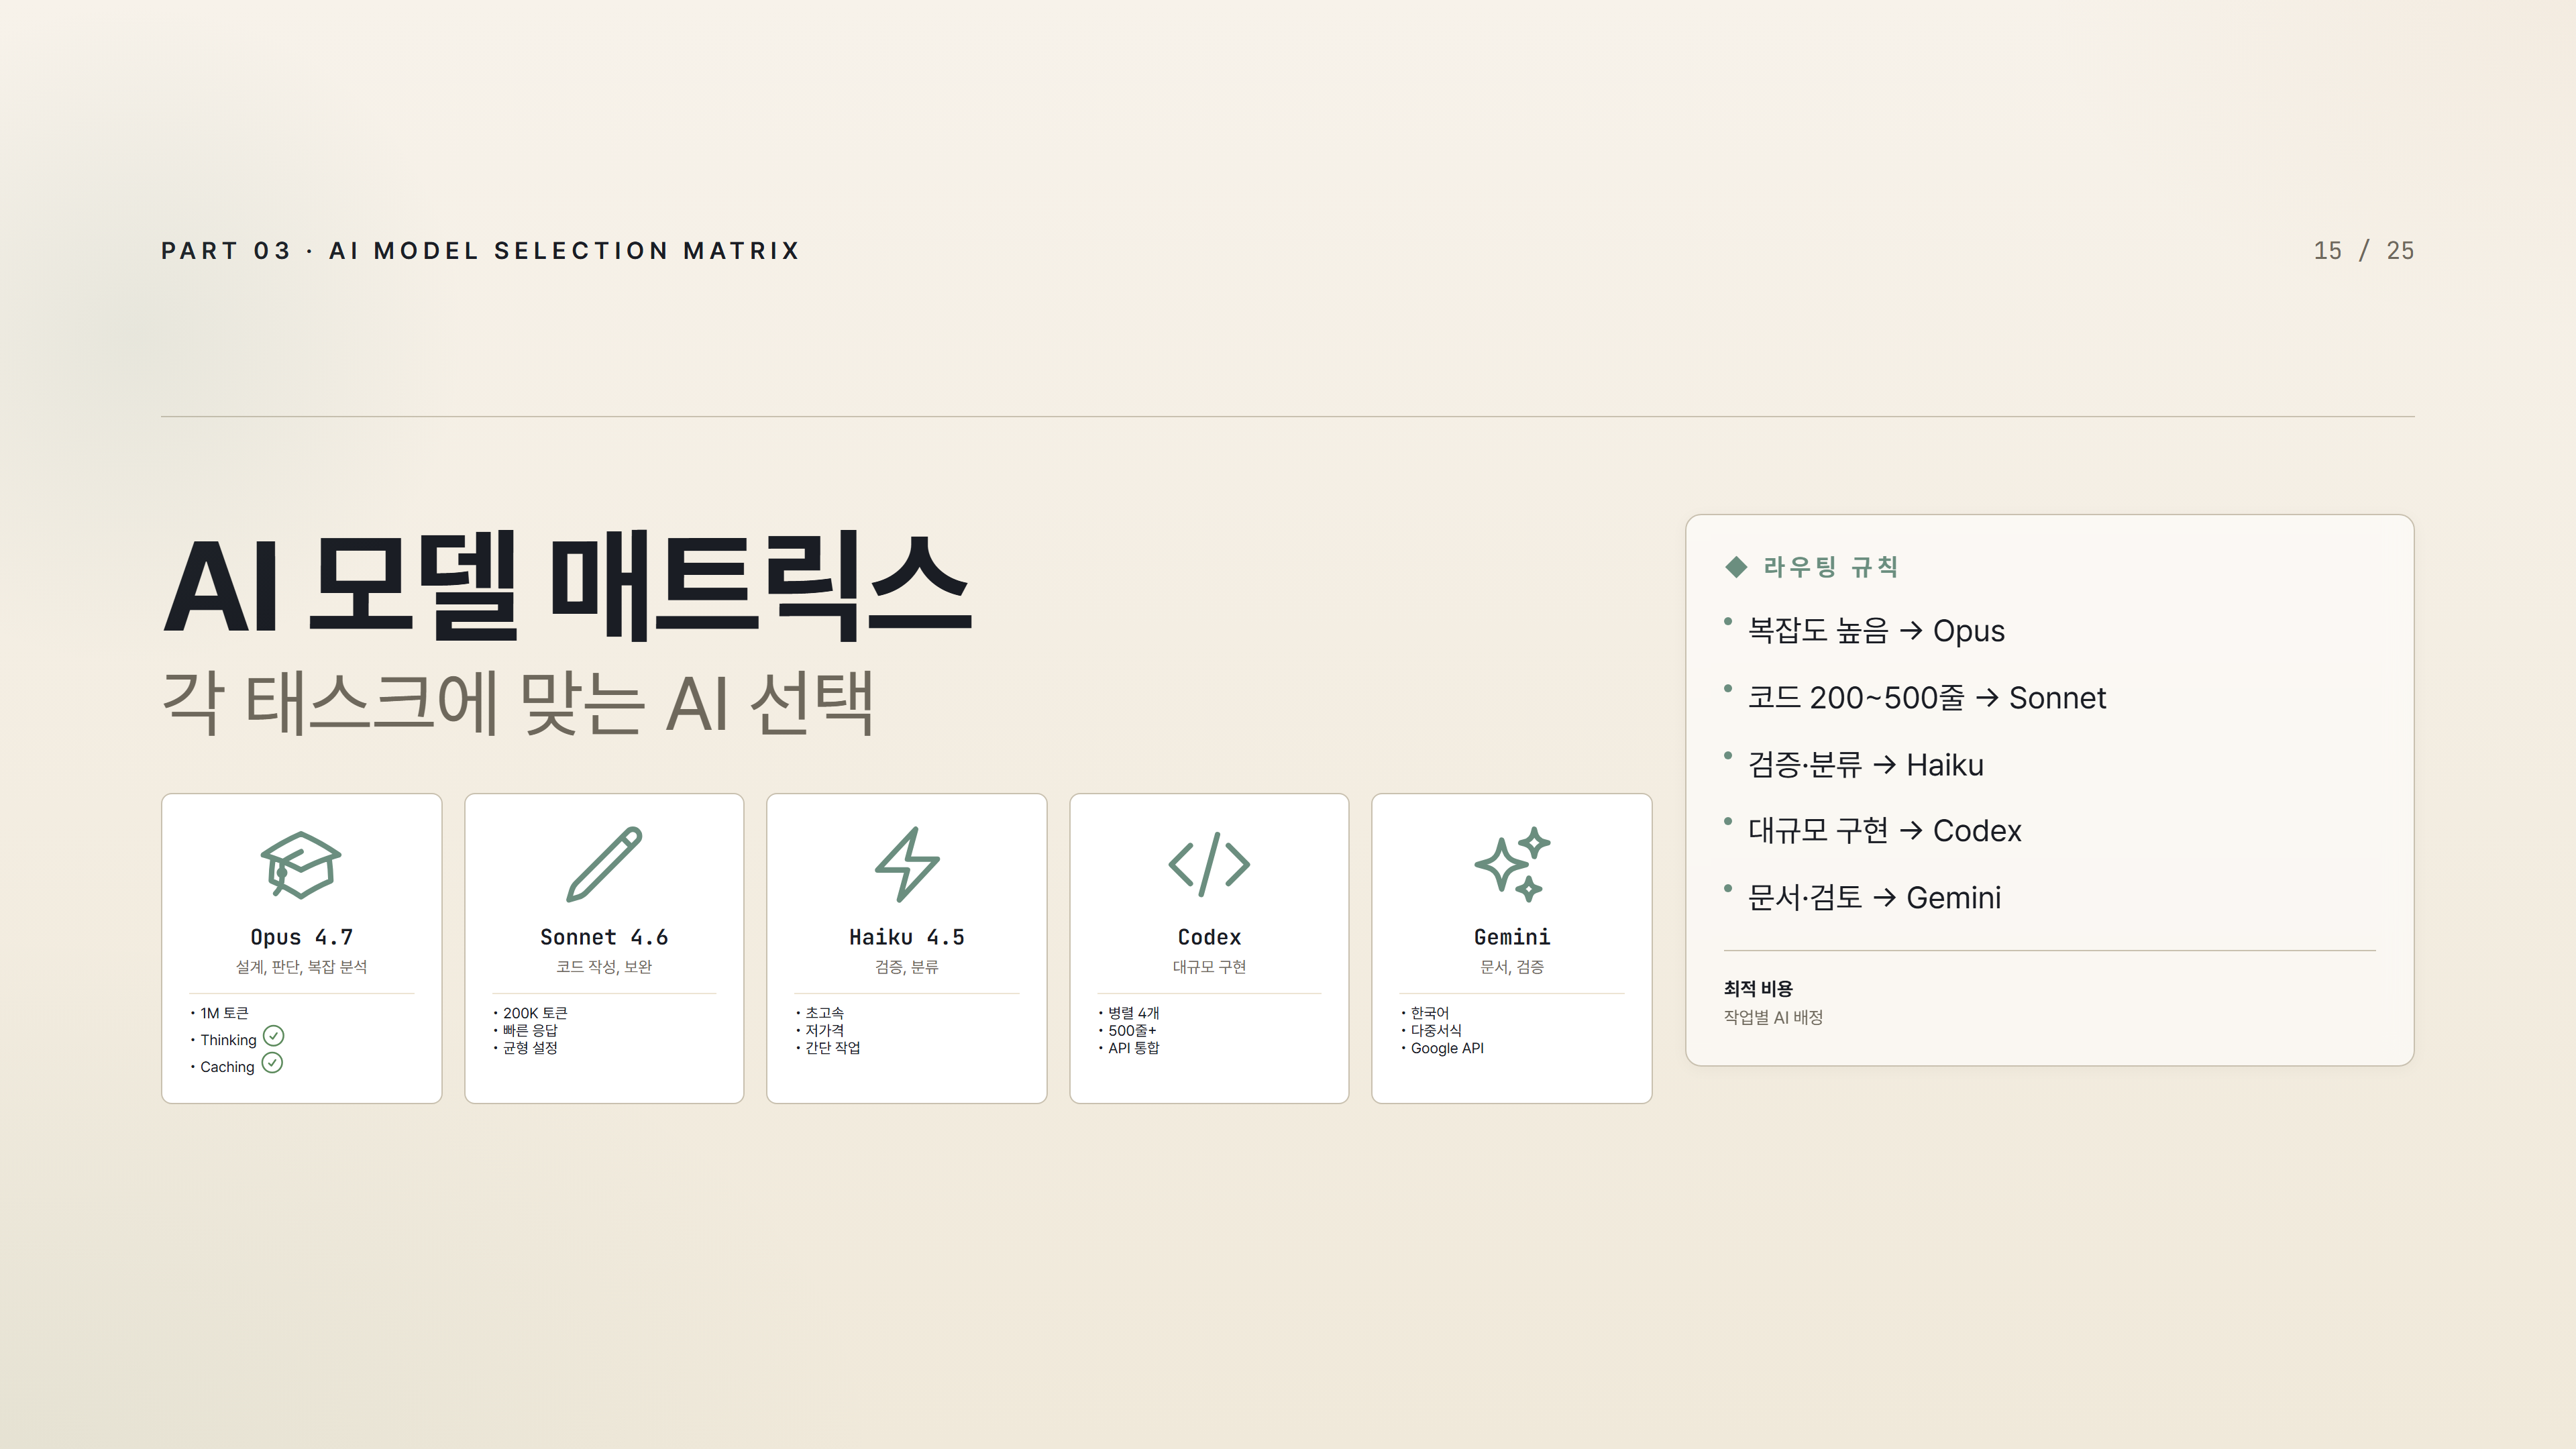 PART 03 · AI MODEL SELECTION MATRIX
15 / 25
AI 모델 매트릭스
각 태스크에 맞는 AI 선택
Opus 4.7
설계, 판단, 복잡 분석
• 1M 토큰
• Thinking
• Caching
Sonnet 4.6
코드 작성, 보완
• 200K 토큰
• 빠른 응답
• 균형 설정
Haiku 4.5
검증, 분류
• 초고속
• 저가격
• 간단 작업
Codex
대규모 구현
• 병렬 4개
• 500줄+
• API 통합
Gemini
문서, 검증
• 한국어
• 다중서식
• Google API
◆ 라우팅 규칙
• 복잡도 높음 → Opus
• 코드 200~500줄 → Sonnet
• 검증·분류 → Haiku
• 대규모 구현 → Codex
• 문서·검토 → Gemini
최적 비용
작업별 AI 배정